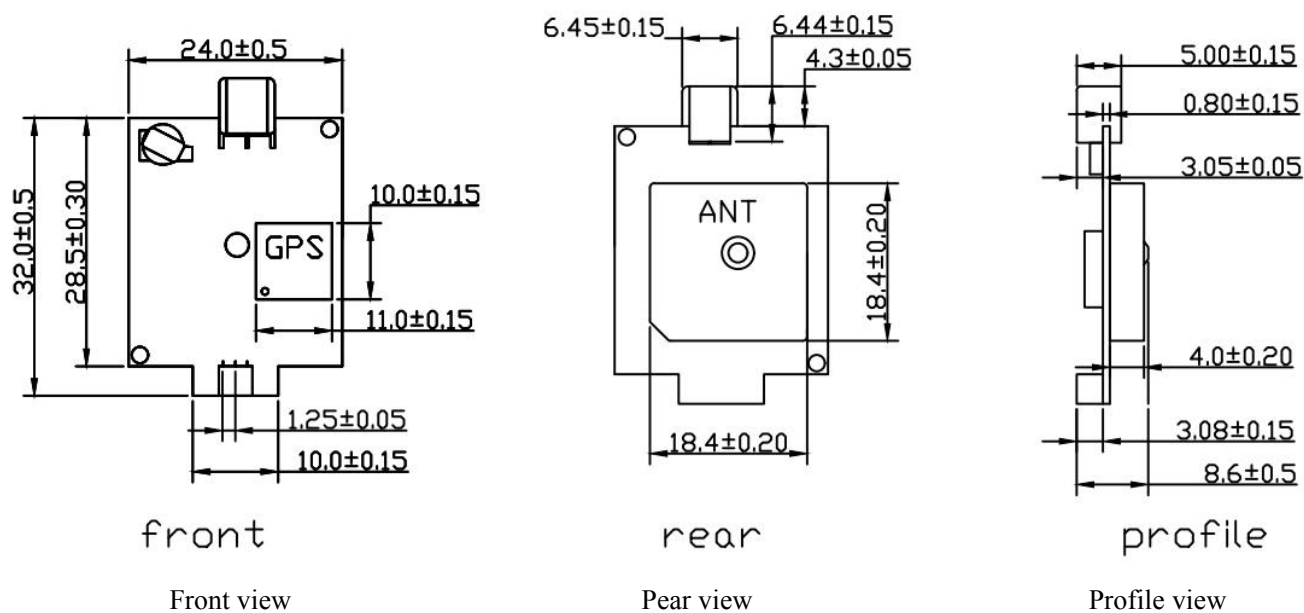 24.0±0.5
32.0±0.5
28.5±0.30
10.0±0.15
GPS
11.0±0.15
1.25±0.05
10.0±0.15
front
6.45±0.15
6.44±0.15
4.3±0.05
ANT
18.4±0.20
18.4±0.20
rear
5.00±0.15
0.80±0.15
3.05±0.05
4.0±0.20
3.08±0.15
8.6±0.5
profile
Front view
Pear view
Profile view